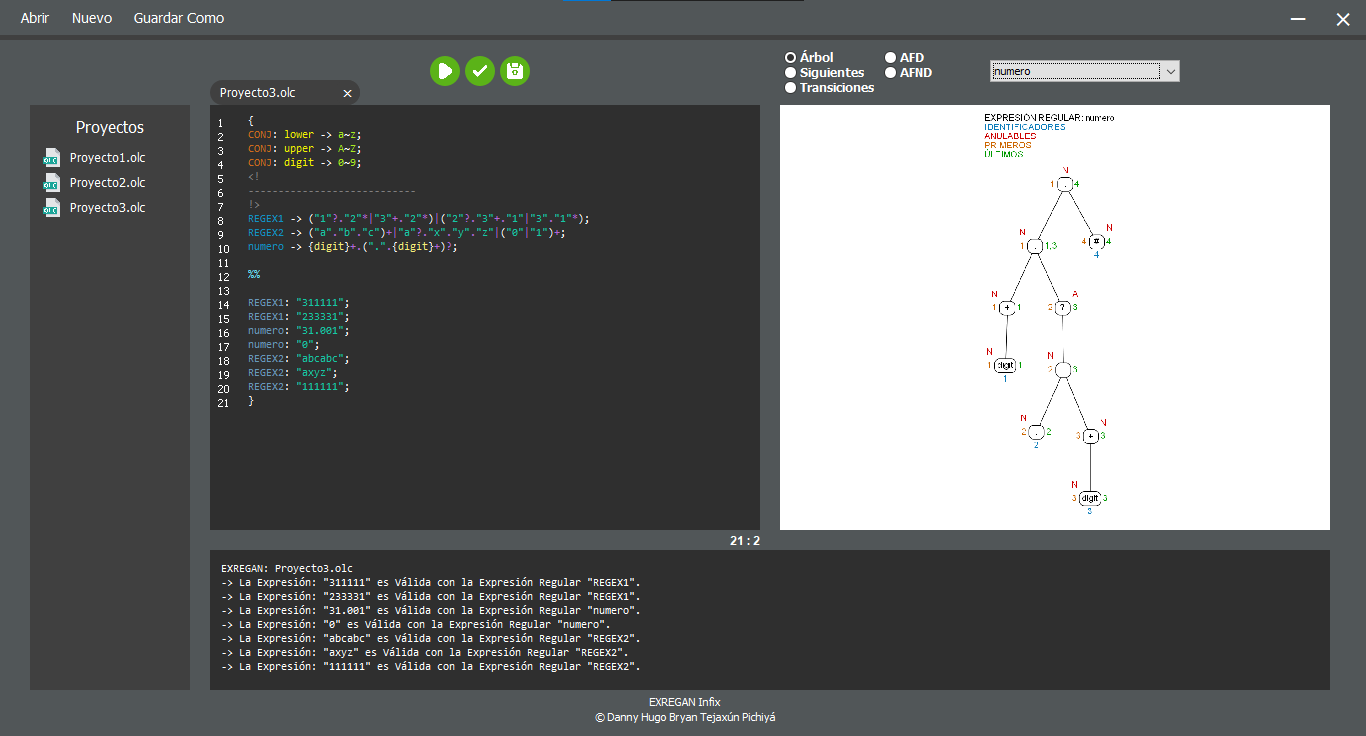 Abrir Nuevo Guardar Como
Árbol AFD
Siguientes AFND
Transiciones
numero
Proyecto3.olc
Proyectos
Proyecto1.olc
Proyecto2.olc
Proyecto3.olc
1 {
2 CONJ: lower -> a~z;
3 CONJ: upper -> A~Z;
4 CONJ: digit -> 0~9;
5 <!
6 ----------------------------
7 !>
8 REGEX1 -> ("1"?."2"*|"3"+."2"*)|("2"?."3"+."1"|"3"."1"*);
9 REGEX2 -> ("a"."b"."c")+|"a"?."x"."y"."z"|("0"|"1")+;
10 numero -> {digit}+.(".".{digit}+)?;
11
12 %%
13
14 REGEX1: "311111";
15 REGEX1: "233331";
16 numero: "31.001";
17 numero: "0";
18 REGEX2: "abcabc";
19 REGEX2: "axyz";
20 REGEX2: "111111";
21 }
EXPRESIÓN REGULAR: numero
IDENTIFICADORES
ANULABLES
PRIMEROS
ÚLTIMOS
N
1 . 4
N N
1 . 1,3 4 # 4
4
N A
1 + 1 2 ? 3
N N
1 digit 1 2 . 3
1
N N
2 . 2 3 + 3
2
N
3 digit 3
3
21 : 2
EXREGAN: Proyecto3.olc
-> La Expresión: "311111" es Válida con la Expresión Regular "REGEX1".
-> La Expresión: "233331" es Válida con la Expresión Regular "REGEX1".
-> La Expresión: "31.001" es Válida con la Expresión Regular "numero".
-> La Expresión: "0" es Válida con la Expresión Regular "numero".
-> La Expresión: "abcabc" es Válida con la Expresión Regular "REGEX2".
-> La Expresión: "axyz" es Válida con la Expresión Regular "REGEX2".
-> La Expresión: "111111" es Válida con la Expresión Regular "REGEX2".
EXREGAN Infix
© Danny Hugo Bryan Tejaxún Pichiyá